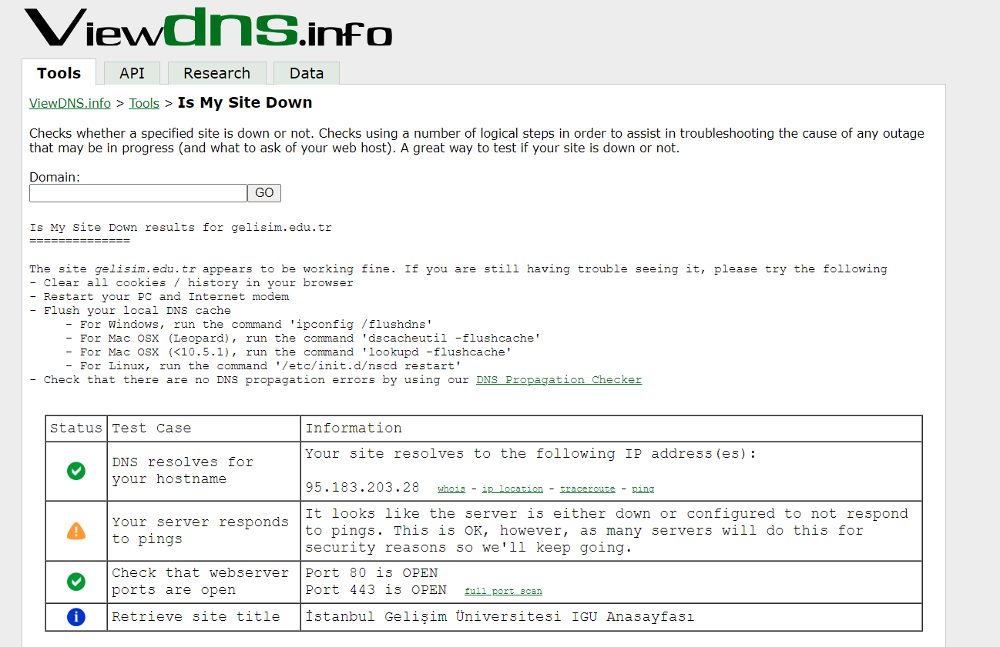 Viewdns.info
Tools API Research Data
ViewDNS.info > Tools > Is My Site Down
Checks whether a specified site is down or not. Checks using a number of logical steps in order to assist in troubleshooting the cause of any outage
that may be in progress (and what to ask of your web host). A great way to test if your site is down or not.
Domain:
GO
Is My Site Down results for gelisim.edu.tr
==============
The site gelisim.edu.tr appears to be working fine. If you are still having trouble seeing it, please try the following
- Clear all cookies / history in your browser
- Restart your PC and Internet modem
- Flush your local DNS cache
- For Windows, run the command 'ipconfig /flushdns'
- For Mac OSX (Leopard), run the command 'dscacheutil -flushcache'
- For Mac OSX (<10.5.1), run the command 'lookupd -flushcache'
- For Linux, run the command '/etc/init.d/nscd restart'
- Check that there are no DNS propagation errors by using our DNS Propagation Checker
Status Test Case Information
DNS resolves for
your hostname
Your site resolves to the following IP address(es):
95.183.203.28 whois - ip location - traceroute - ping
Your server responds
to pings
It looks like the server is either down or configured to not respond
to pings. This is OK, however, as many servers will do this for
security reasons so we'll keep going.
Check that webserver
ports are open
Port 80 is OPEN
Port 443 is OPEN full port scan
Retrieve site title İstanbul Gelişim Üniversitesi IGU Anasayfası